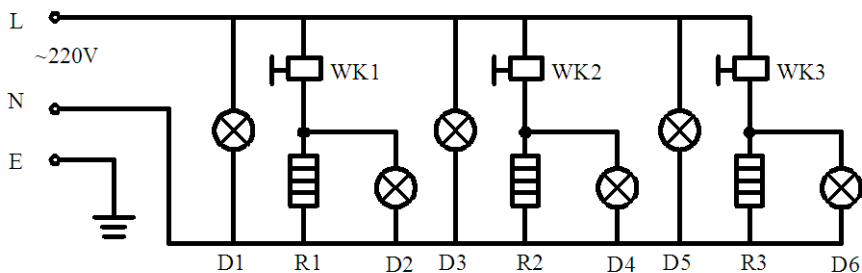 L
~220V
WK1 WK2 WK3
N
E
D1 R1 D2 D3 R2 D4 D5 R3 D6